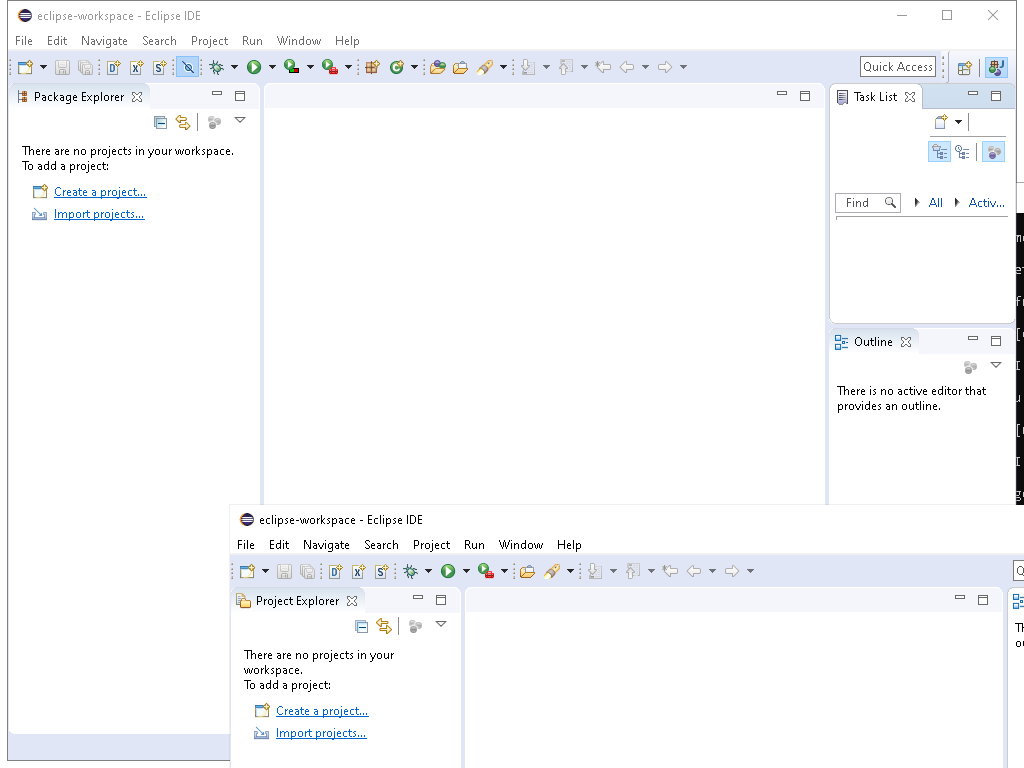 eclipse-workspace - Eclipse IDE
File Edit Navigate Search Project Run Window Help
Quick Access
Package Explorer
There are no projects in your workspace.
To add a project:
Create a project...
Import projects...
Task List
Find
All
Activ...
Outline
There is no active editor that
provides an outline.
eclipse-workspace - Eclipse IDE
File Edit Navigate Search Project Run Window Help
Project Explorer
There are no projects in your
workspace.
To add a project:
Create a project...
Import projects...